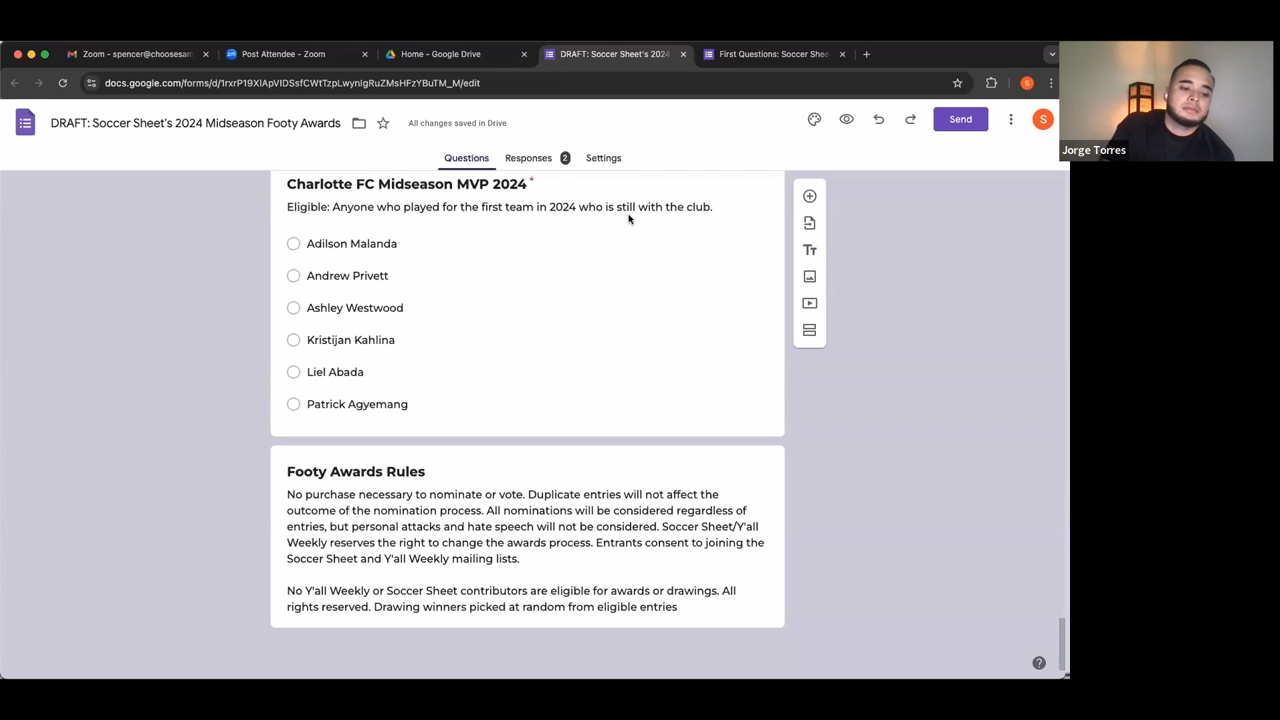 Zoom - spencer@choosesan
Post Attendee - Zoom
Home - Google Drive
DRAFT: Soccer Sheet's 2024
First Questions: Soccer She
docs.google.com/forms/d/1rxrP19XlApVIDSsfCWtTzpLwynIgRuZMsHFzYBuTM_M/edit
S
DRAFT: Soccer Sheet's 2024 Midseason Footy Awards
All changes saved in Drive
Send
S
Jorge Torres
Questions
Responses 2
Settings
Charlotte FC Midseason MVP 2024 *
Eligible: Anyone who played for the first team in 2024 who is still with the club.
Adilson Malanda
Andrew Privett
Ashley Westwood
Kristijan Kahlina
Liel Abada
Patrick Agyemang
Tт
Footy Awards Rules
No purchase necessary to nominate or vote. Duplicate entries will not affect the
outcome of the nomination process. All nominations will be considered regardless of
entries, but personal attacks and hate speech will not be considered. Soccer Sheet/Y'all
Weekly reserves the right to change the awards process. Entrants consent to joining the
Soccer Sheet and Y'all Weekly mailing lists.
No Y'all Weekly or Soccer Sheet contributors are eligible for awards or drawings. All
rights reserved. Drawing winners picked at random from eligible entries